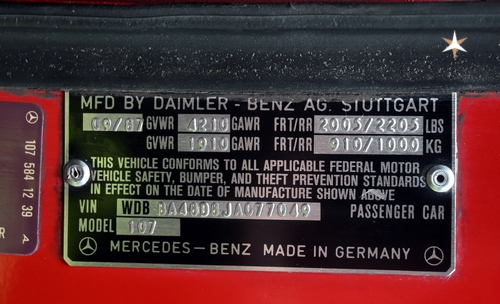 MFD BY DAIMLER - BENZ AG. STUTTGART
09/87 GVWR 4210 GAWR FRT/RR 2005/2205 LBS
GVWR 1910 GAWR FRT/RR 910/1000 KG
THIS VEHICLE CONFORMS TO ALL APPLICABLE FEDERAL MOTOR
VEHICLE SAFETY, BUMPER, AND THEFT PREVENTION STANDARDS
IN EFFECT ON THE DATE OF MANUFACTURE SHOWN ABOVE
VIN WDB BA48D8JA077049 PASSENGER CAR
MODEL 107
MERCEDES-BENZ MADE IN GERMANY
107 584 12 39 A
R